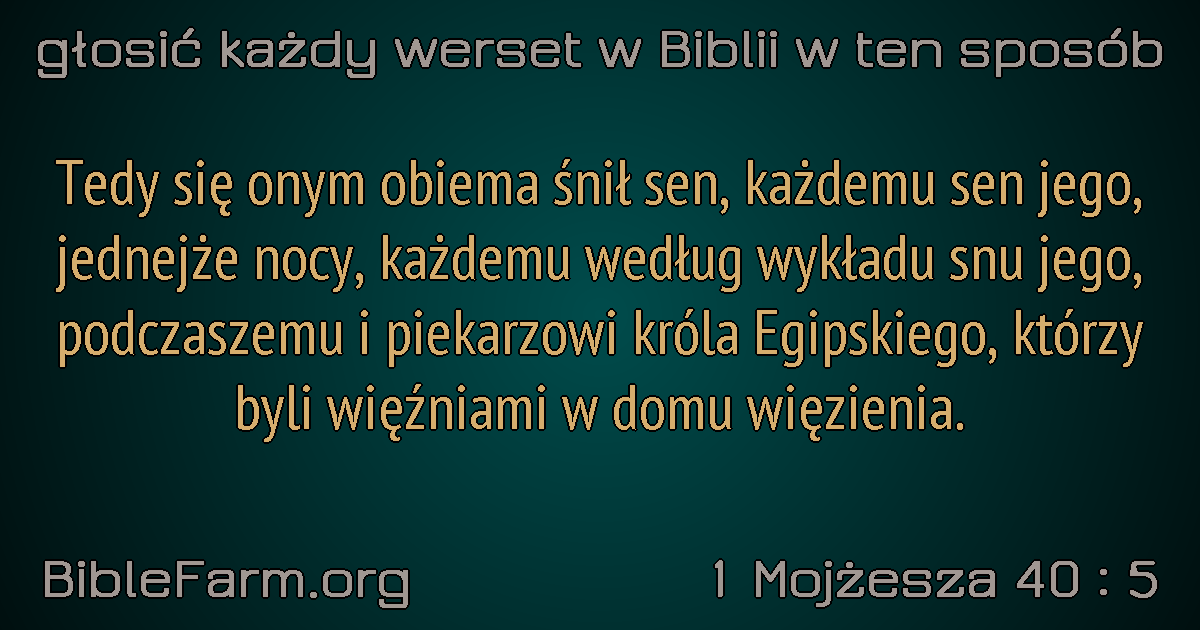 głosić każdy werset w Biblii w ten sposób
Tedy się onym obiema śnił sen, każdemu sen jego,
jednejże nocy, każdemu według wykładu snu jego,
podczaszemu i piekarzowi króla Egipskiego, którzy
byli więźniami w domu więzienia.
BibleFarm.org 1 Mojżesza 40 : 5